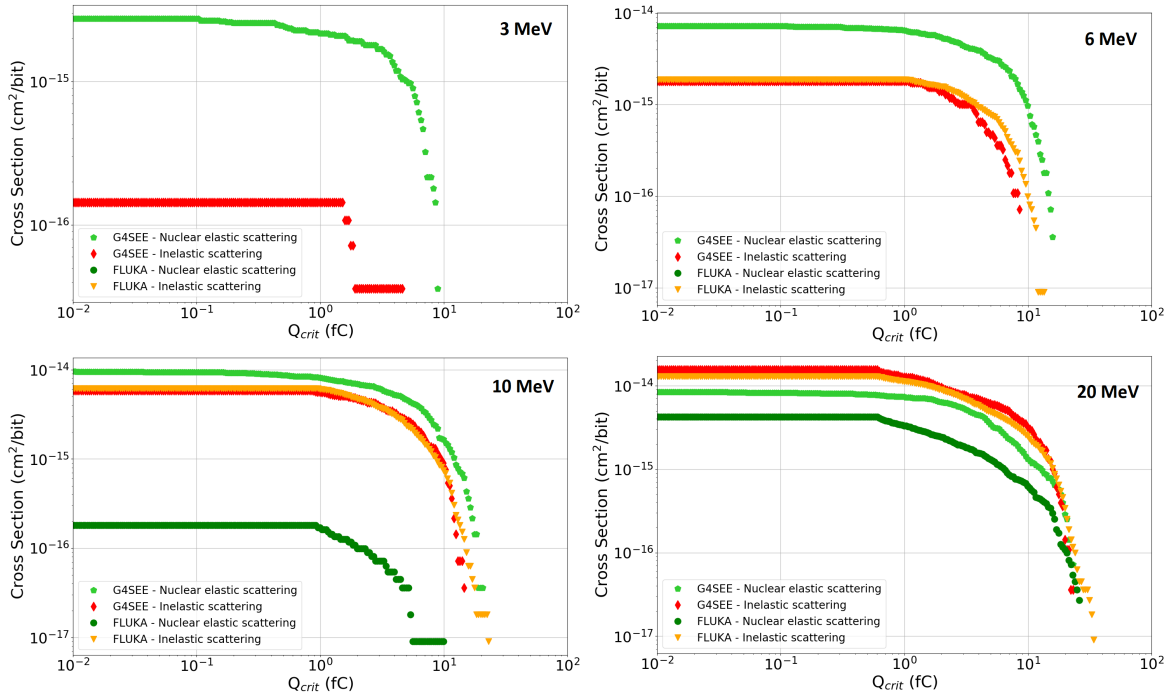 3 MeV
Cross Section (cm²/bit)
10⁻¹⁵
10⁻¹⁶
G4SEE - Nuclear elastic scattering
G4SEE - Inelastic scattering
FLUKA - Nuclear elastic scattering
FLUKA - Inelastic scattering
10⁻² 10⁻¹ 10⁰ 10¹ 10²
Q_crit (fC)
6 MeV
Cross Section (cm²/bit)
10⁻¹⁴
10⁻¹⁵
10⁻¹⁶
10⁻¹⁷
G4SEE - Nuclear elastic scattering
G4SEE - Inelastic scattering
FLUKA - Nuclear elastic scattering
FLUKA - Inelastic scattering
10⁻² 10⁻¹ 10⁰ 10¹ 10²
Q_crit (fC)
10 MeV
Cross Section (cm²/bit)
10⁻¹⁴
10⁻¹⁵
10⁻¹⁶
10⁻¹⁷
G4SEE - Nuclear elastic scattering
G4SEE - Inelastic scattering
FLUKA - Nuclear elastic scattering
FLUKA - Inelastic scattering
10⁻² 10⁻¹ 10⁰ 10¹ 10²
Q_crit (fC)
20 MeV
Cross Section (cm²/bit)
10⁻¹⁴
10⁻¹⁵
10⁻¹⁶
10⁻¹⁷
G4SEE - Nuclear elastic scattering
G4SEE - Inelastic scattering
FLUKA - Nuclear elastic scattering
FLUKA - Inelastic scattering
10⁻² 10⁻¹ 10⁰ 10¹ 10²
Q_crit (fC)